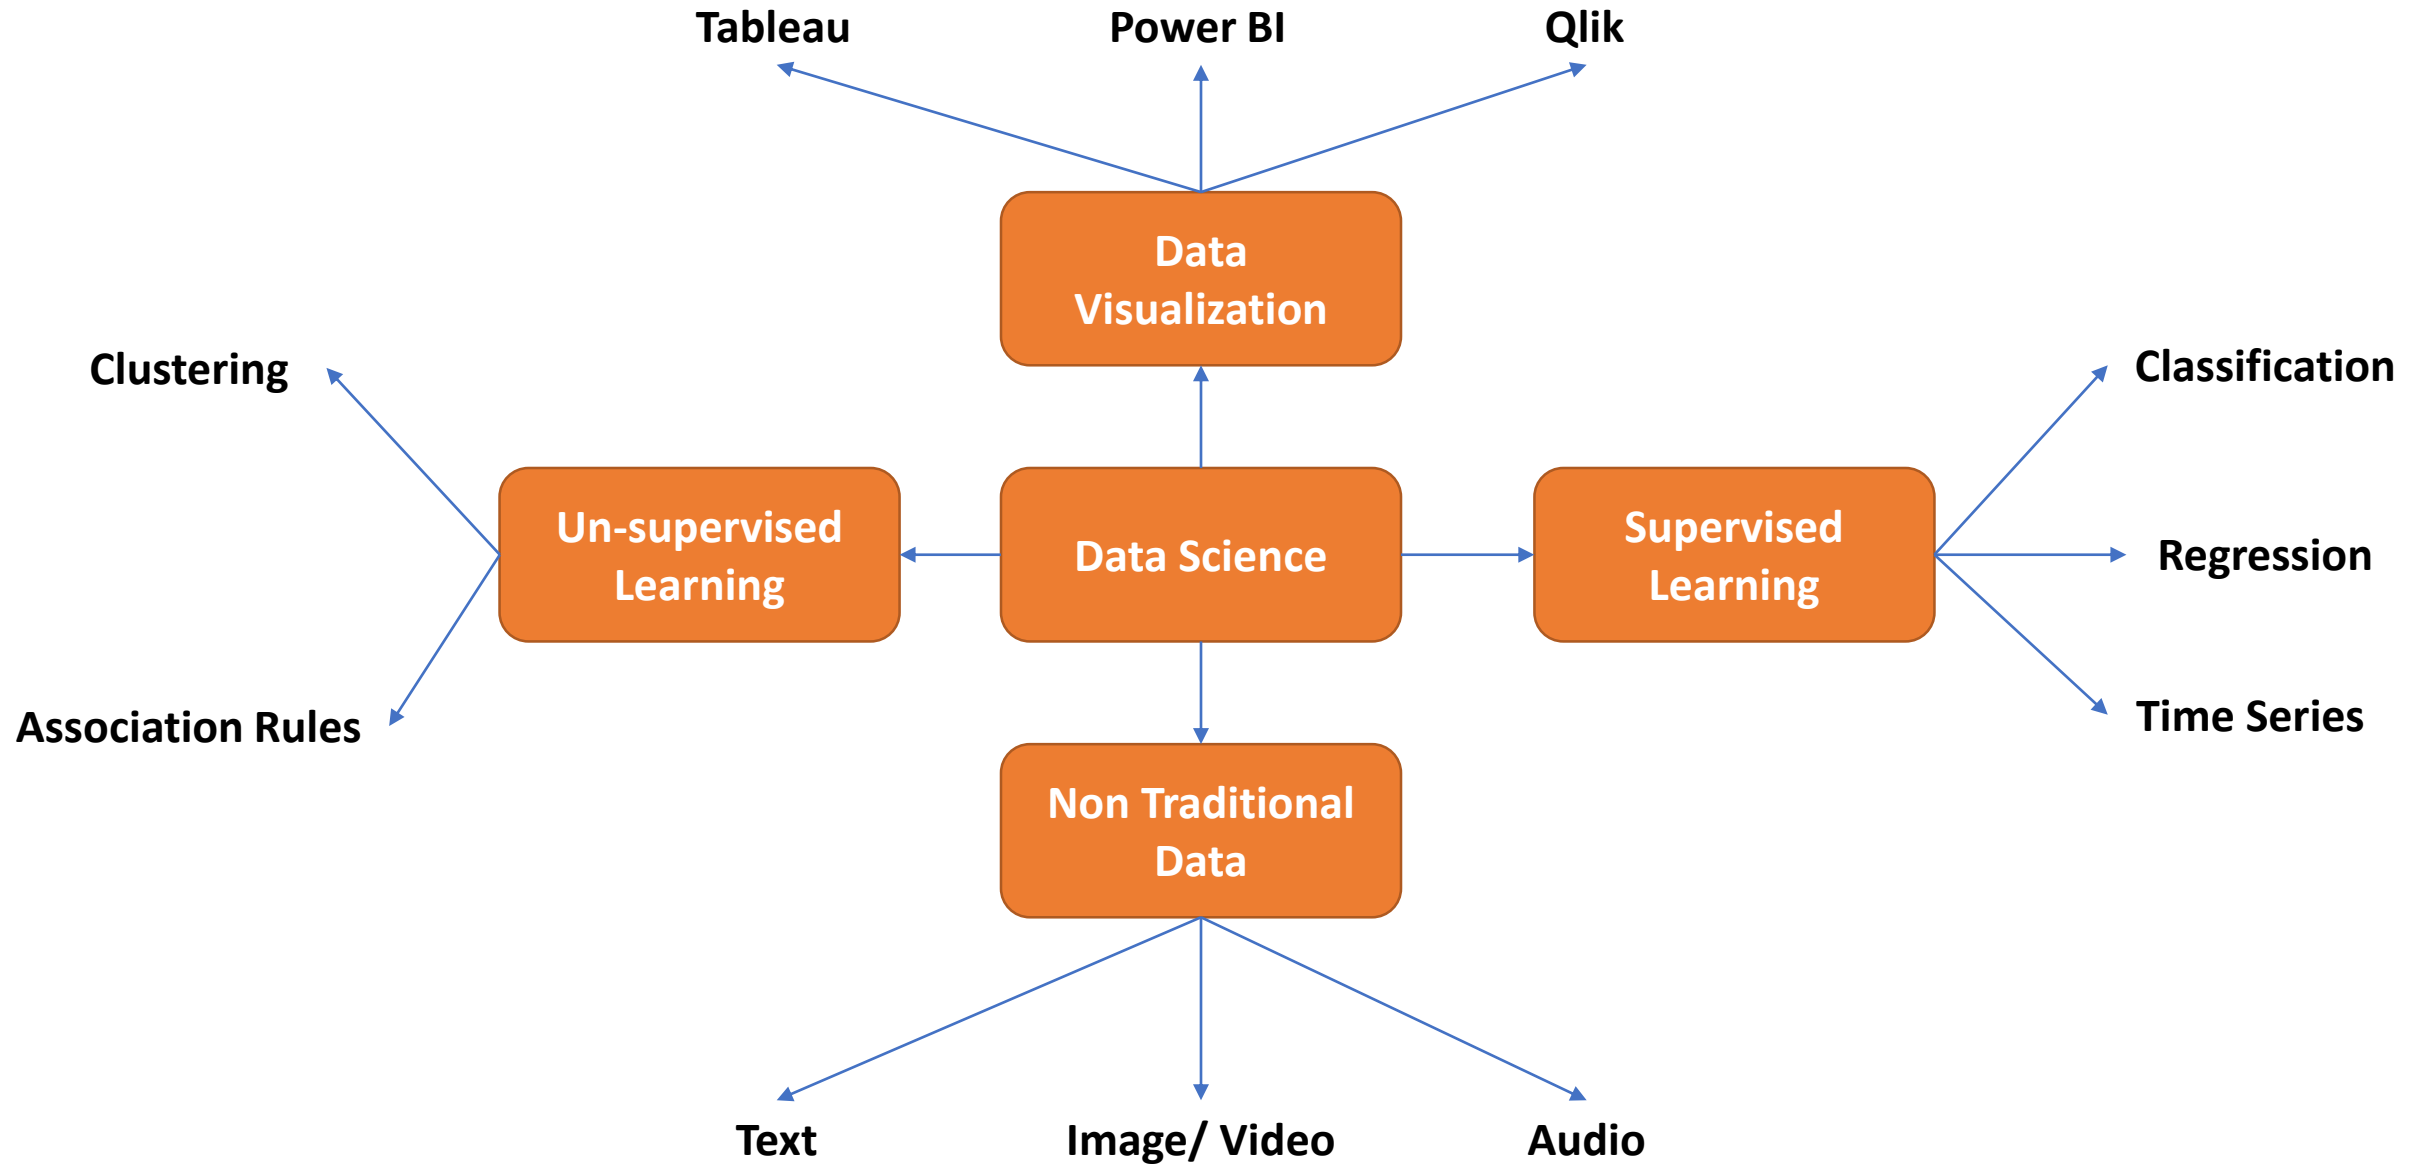 Tableau
Power BI
Qlik
Data
Visualization
Clustering
Classification
Un-supervised
Learning
Data Science
Supervised
Learning
Regression
Association Rules
Time Series
Non Traditional
Data
Text
Image/ Video
Audio